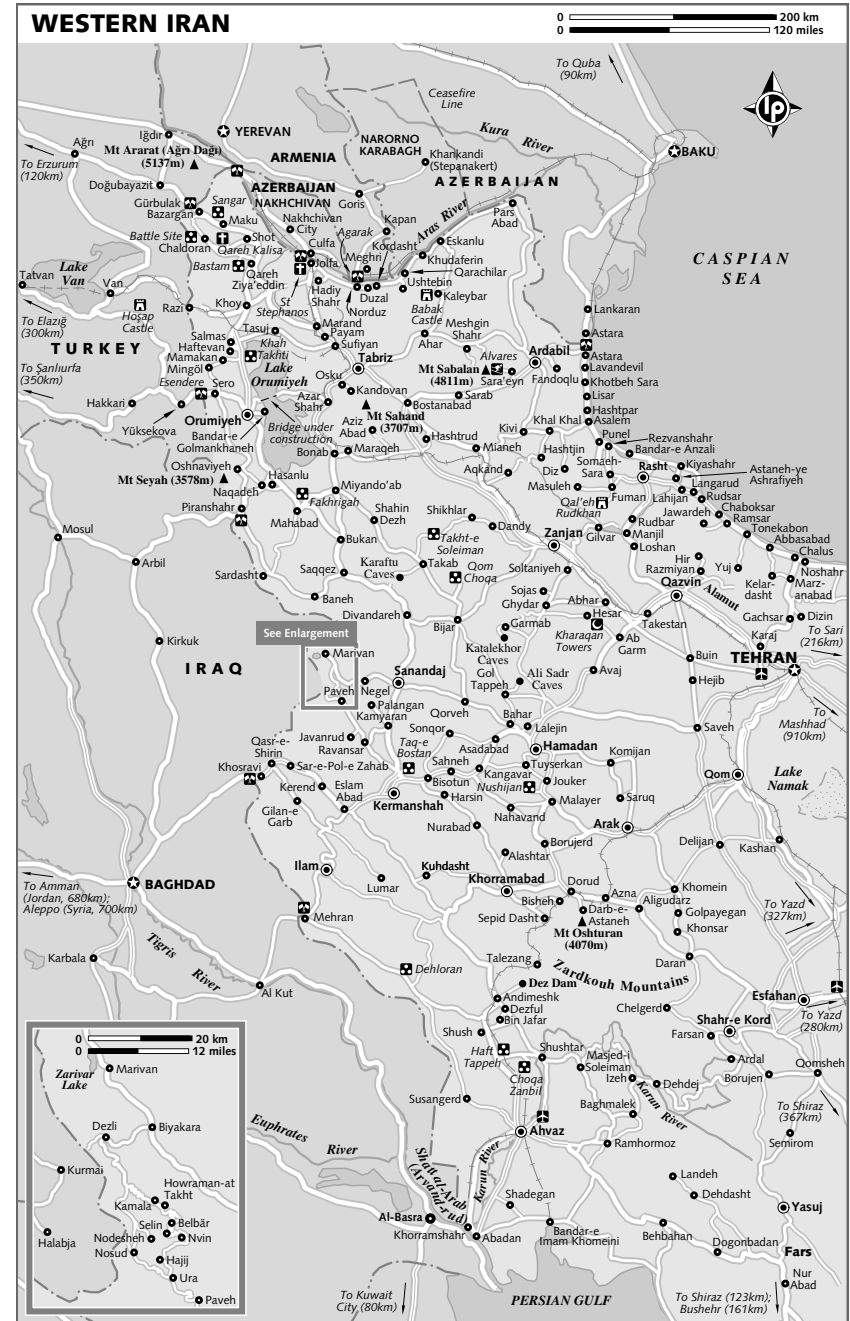 WESTERN IRAN
0 200 km
0 120 miles
To Quba
(90km)
Ceasefire
Line
lp
Iğdır
YEREVAN
Kura River
Ağrı
Mt Ararat (Ağrı Dağı)
(5137m)
NARORNO
KARABAGH
BAKU
To Erzurum
(120km)
ARMENIA
Khankandi
(Stepanakert)
Doğubayazit
AZERBAIJAN
NAKHCHIVAN
AZERBAIJAN
Gürbulak
Bazargan
Sangar
Maku
Goris
Pars
Abad
Nakhchivan
City
Agarak
Kapan
Aras River
Battle Site
Chaldoran
Shot
Qareh Kalisa
Culfa
Kordasht
Eskanlu
CASPIAN
SEA
Lake
Van
Bastam
Jolfa
Meghri
Khudaferin
Tatvan
Van
Qareh
Ziya'eddin
Hadiy
Shahr
Qarachilar
Ushtebin
Duzal
Norduz
Kaleybar
Babak
Castle
Hoşap
Castle
Razi
Khoy
St
Stephanos
Lankaran
To Elazığ
(300km)
Marand
Payam
Sufiyan
Meshgin
Shahr
Astara
TURKEY
Salmas
Haftevan
Mamakan
Mingöl
Tasuj
Khah
Takhti
Tabriz
Ahar
Alvares
Ardabil
Astara
Lavandevil
To Şanlıurfa
(350km)
Esendere
Sero
Lake
Orumiyeh
Osku
Kandovan
Mt Sabalan
(4811m)
Sara'eyn
Fandoqlu
Khotbeh Sara
Hakkari
Azar
Shahr
Mt Sahand
(3707m)
Bostanabad
Sarab
Lisar
Hashtpar
Yüksekova
Orumiyeh
Bandar-e
Golmankhaneh
Bridge under
construction
Aziz
Abad
Hashtrud
Kivi
Khal Khal
Asalem
Punel
Rezvanshahr
Bandar-e Anzali
Oshnaviyeh
Bonab
Maraqeh
Mianeh
Hashtjin
Mt Seyah (3578m)
Hasanlu
Aqkand
Diz
Somaeh-
Sara
Rasht
Kiyashahr
Astaneh-ye
Ashrafiyeh
Naqadeh
Fakhrigah
Miyando'ab
Masuleh
Fuman
Lahijan
Langarud
Rudsar
Piranshahr
Mahabad
Shahin
Dezh
Shikhlar
Qal'eh
Rudkhan
Jawardeh
Chaboksar
Ramsar
Mosul
Dandy
Zanjan
Gilvar
Rudbar
Manjil
Loshan
Tonekabon
Abbasabad
Bukan
Takht-e
Soleiman
Chalus
Arbil
Saqqez
Karaftu
Caves
Takab
Qom
Choqa
Soltaniyeh
Hir
Razmiyan
Yuj
Noshahr
Sardasht
Sojas
Ghydar
Abhar
Qazvin
Alamut
Kelar-
dasht
Marz-
anabad
Baneh
Divandareh
Bijar
Garmab
Hesar
Takestan
Gachsar
Dizin
Katalekhor
Caves
Kharaqan
Towers
Ab
Garm
Karaj
To Sari
(216km)
Kirkuk
See Enlargement
Marivan
Gol
Tappeh
Ali Sadr
Caves
Avaj
Buin
TEHRAN
IRAQ
Sanandaj
Hejib
Paveh
Negel
Palangan
Kamyaran
Qorveh
Bahar
Lalejin
Saveh
To
Mashhad
(910km)
Javanrud
Ravansar
Taq-e
Bostan
Sonqor
Asadabad
Hamadan
Komijan
Qasr-e-
Shirin
Sahneh
Tuyserkan
Khosravi
Sar-e-Pol-e Zahab
Bisotun
Kangavar
Nushijan
Jouker
Qom
Lake
Namak
Kerend
Eslam
Abad
Kermanshah
Harsin
Malayer
Saruq
Gilan-e
Garb
Nahavand
Nurabad
Arak
Borujerd
Delijan
Kashan
Ilam
Kuhdasht
Alashtar
BAGHDAD
Lumar
Khorramabad
Dorud
Azna
Khomein
To Amman
(Jordan, 680km);
Aleppo (Syria, 700km)
Bisheh
Darb-e-
Astaneh
Aligudarz
Golpayegan
To Yazd
(327km)
Mehran
Sepid Dasht
Mt Oshturan
(4070m)
Khonsar
Tigris
River
Karbala
Dehloran
Talezang
Zardkouh Mountains
Daran
Al Kut
Dez Dam
Andimeshk
Dezful
Bin Jafar
Chelgerd
Esfahan
Shahr-e Kord
To Yazd
(280km)
Shush
Farsan
0 20 km
0 12 miles
Haft
Tappeh
Shushtar
Masjed-i
Soleiman
Izeh
Ardal
Borujen
Qomsheh
Zarivar
Lake
Marivan
Choqa
Zanbil
Dehdej
Susangerd
Baghmalek
Karun River
To Shiraz
(367km)
Dezli
Biyakara
Euphrates
River
Ahvaz
Ramhormoz
Semirom
Kurmai
Howraman-at
Takht
Shatt al-Arab
(Arvand-rud)
Karun River
Landeh
Dehdasht
Kamala
Shadegan
Selin
Belbär
Al-Basra
Yasuj
Nodesheh
Nvin
Khorramshahr
Halabja
Nosud
Abadan
Bandar-e
Imam Khomeini
Behbahan
Dogonbadan
Fars
Hajij
Ura
Nur
Abad
Paveh
To Kuwait
City (80km)
PERSIAN GULF
To Shiraz (123km);
Bushehr (161km)